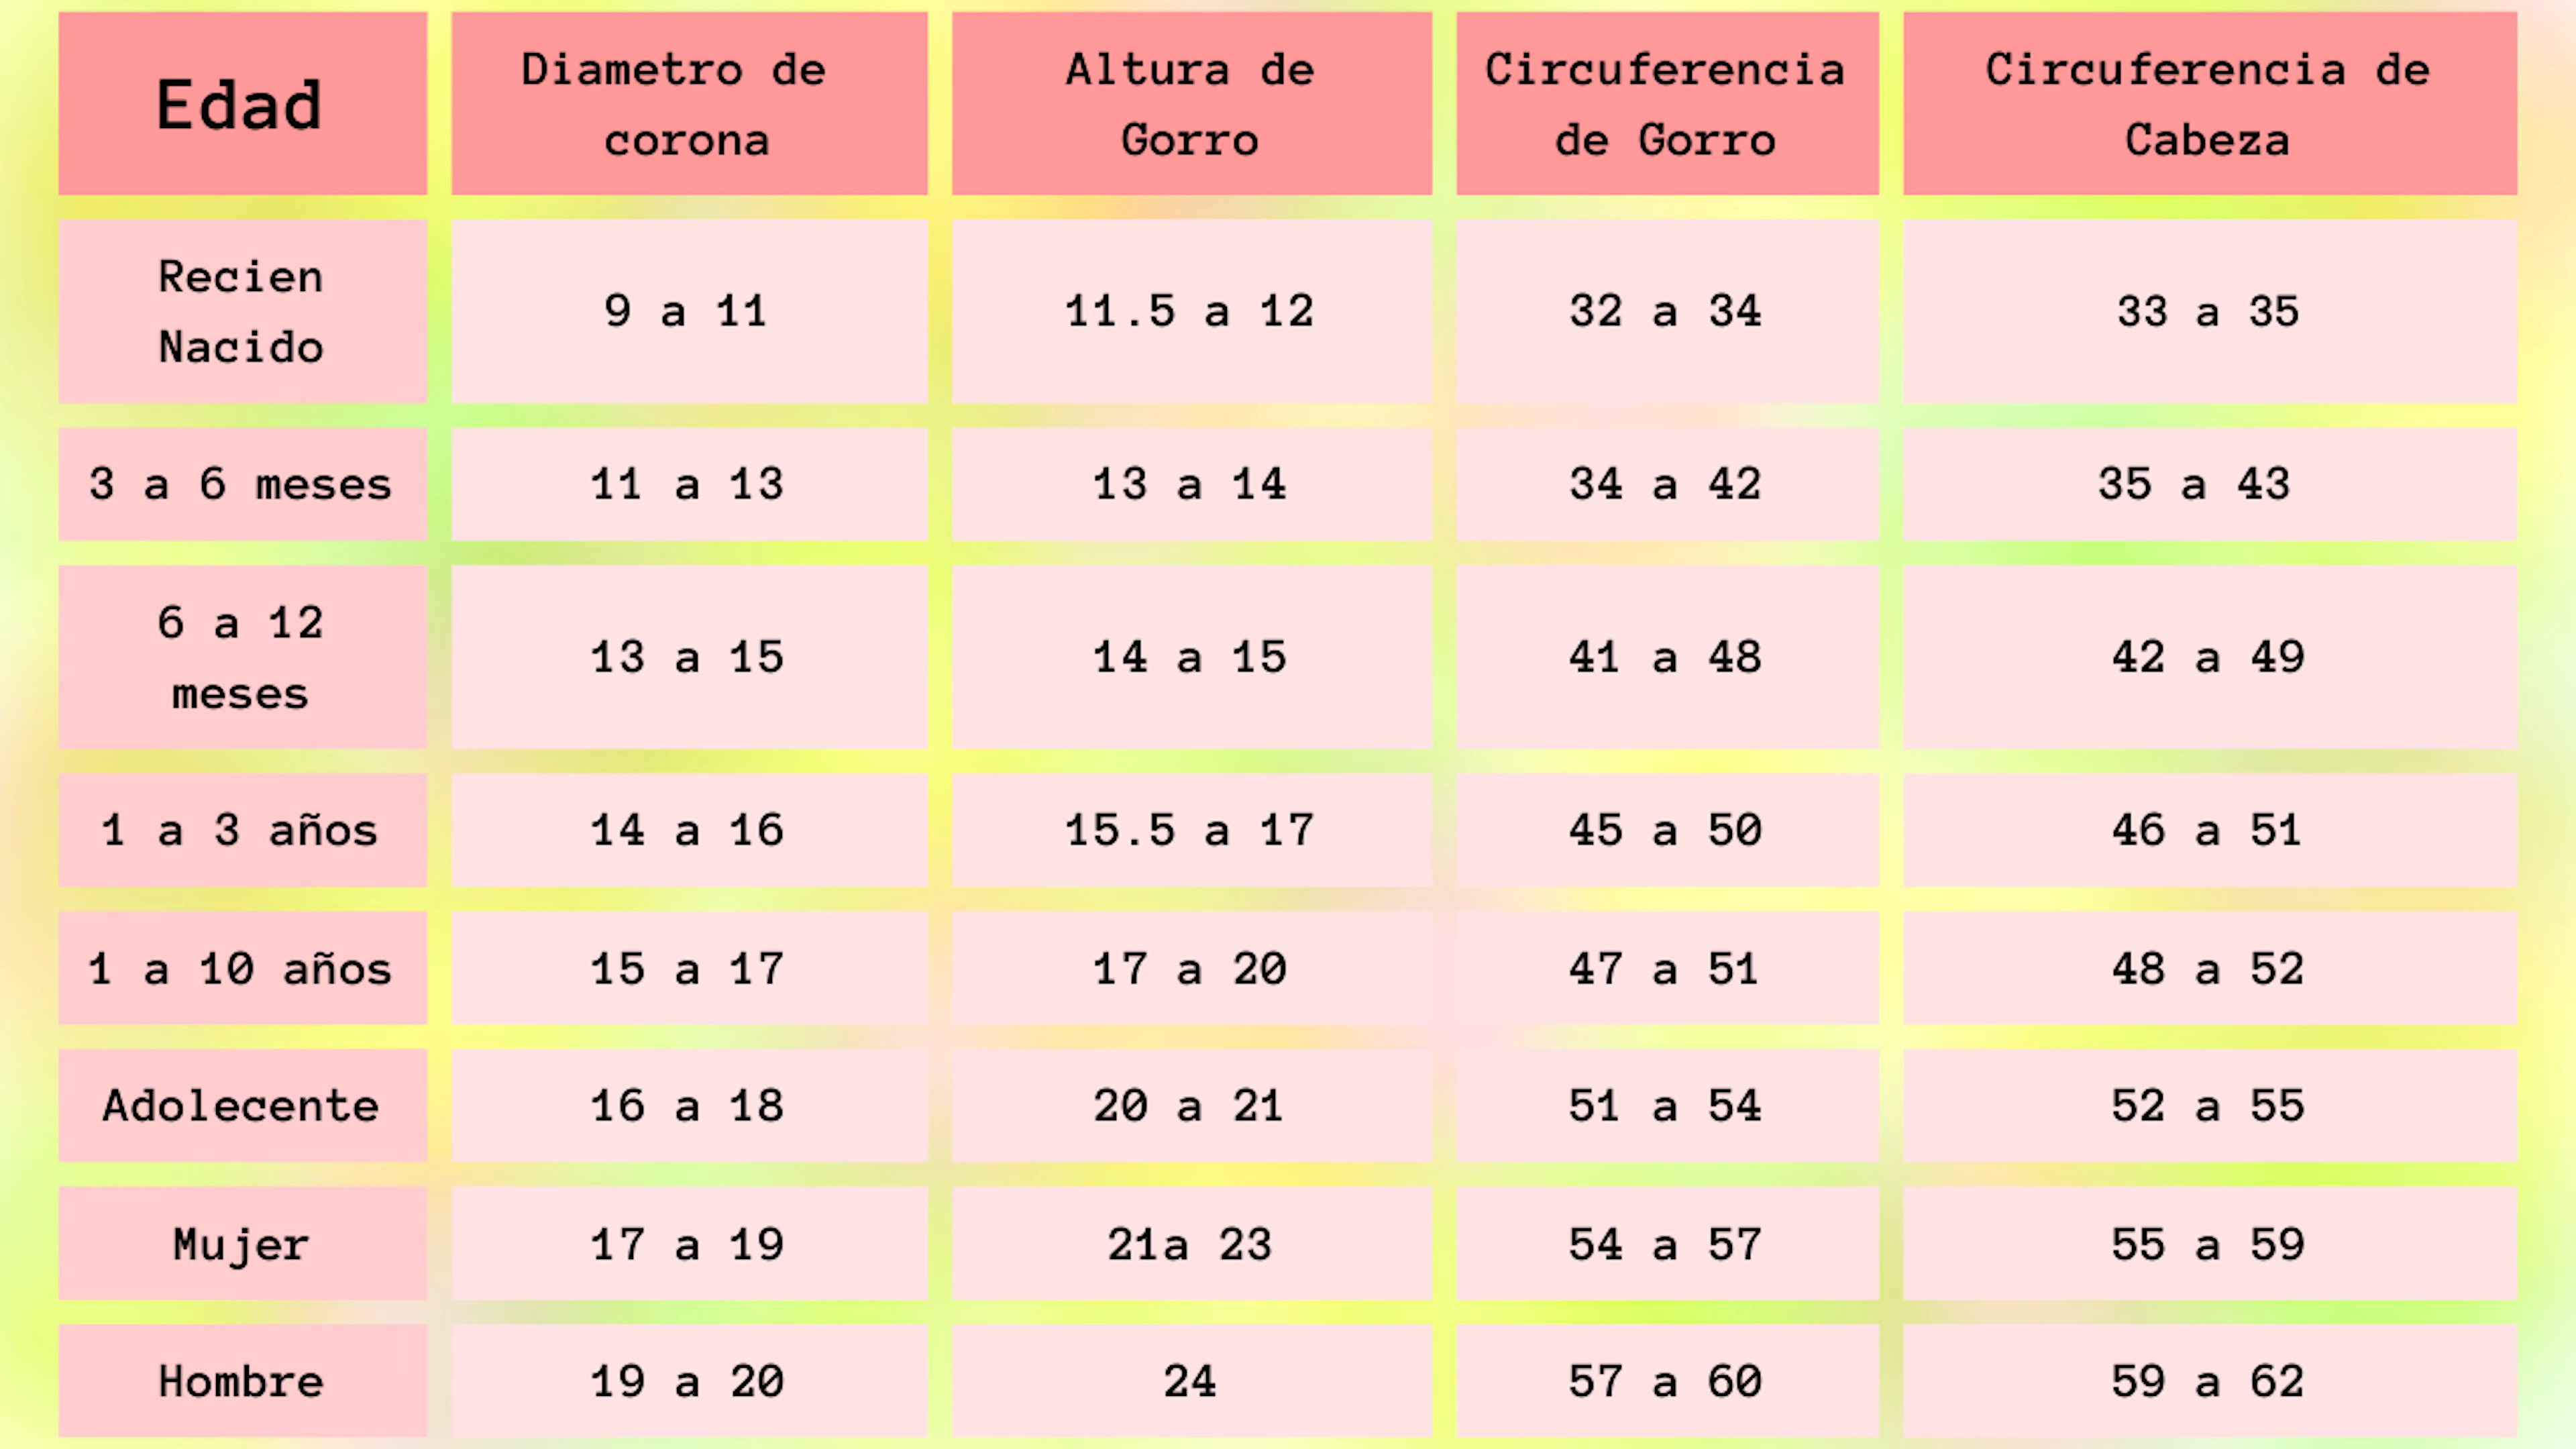 Edad
Diametro de
corona
Altura de
Gorro
Circuferencia
de Gorro
Circuferencia de
Cabeza
Recien
Nacido
9 a 11
11.5 a 12
32 a 34
33 a 35
3 a 6 meses
11 a 13
13 a 14
34 a 42
35 a 43
6 a 12
meses
13 a 15
14 a 15
41 a 48
42 a 49
1 a 3 años
14 a 16
15.5 a 17
45 a 50
46 a 51
1 a 10 años
15 a 17
17 a 20
47 a 51
48 a 52
Adolecente
16 a 18
20 a 21
51 a 54
52 a 55
Mujer
17 a 19
21a 23
54 a 57
55 a 59
Hombre
19 a 20
24
57 a 60
59 a 62